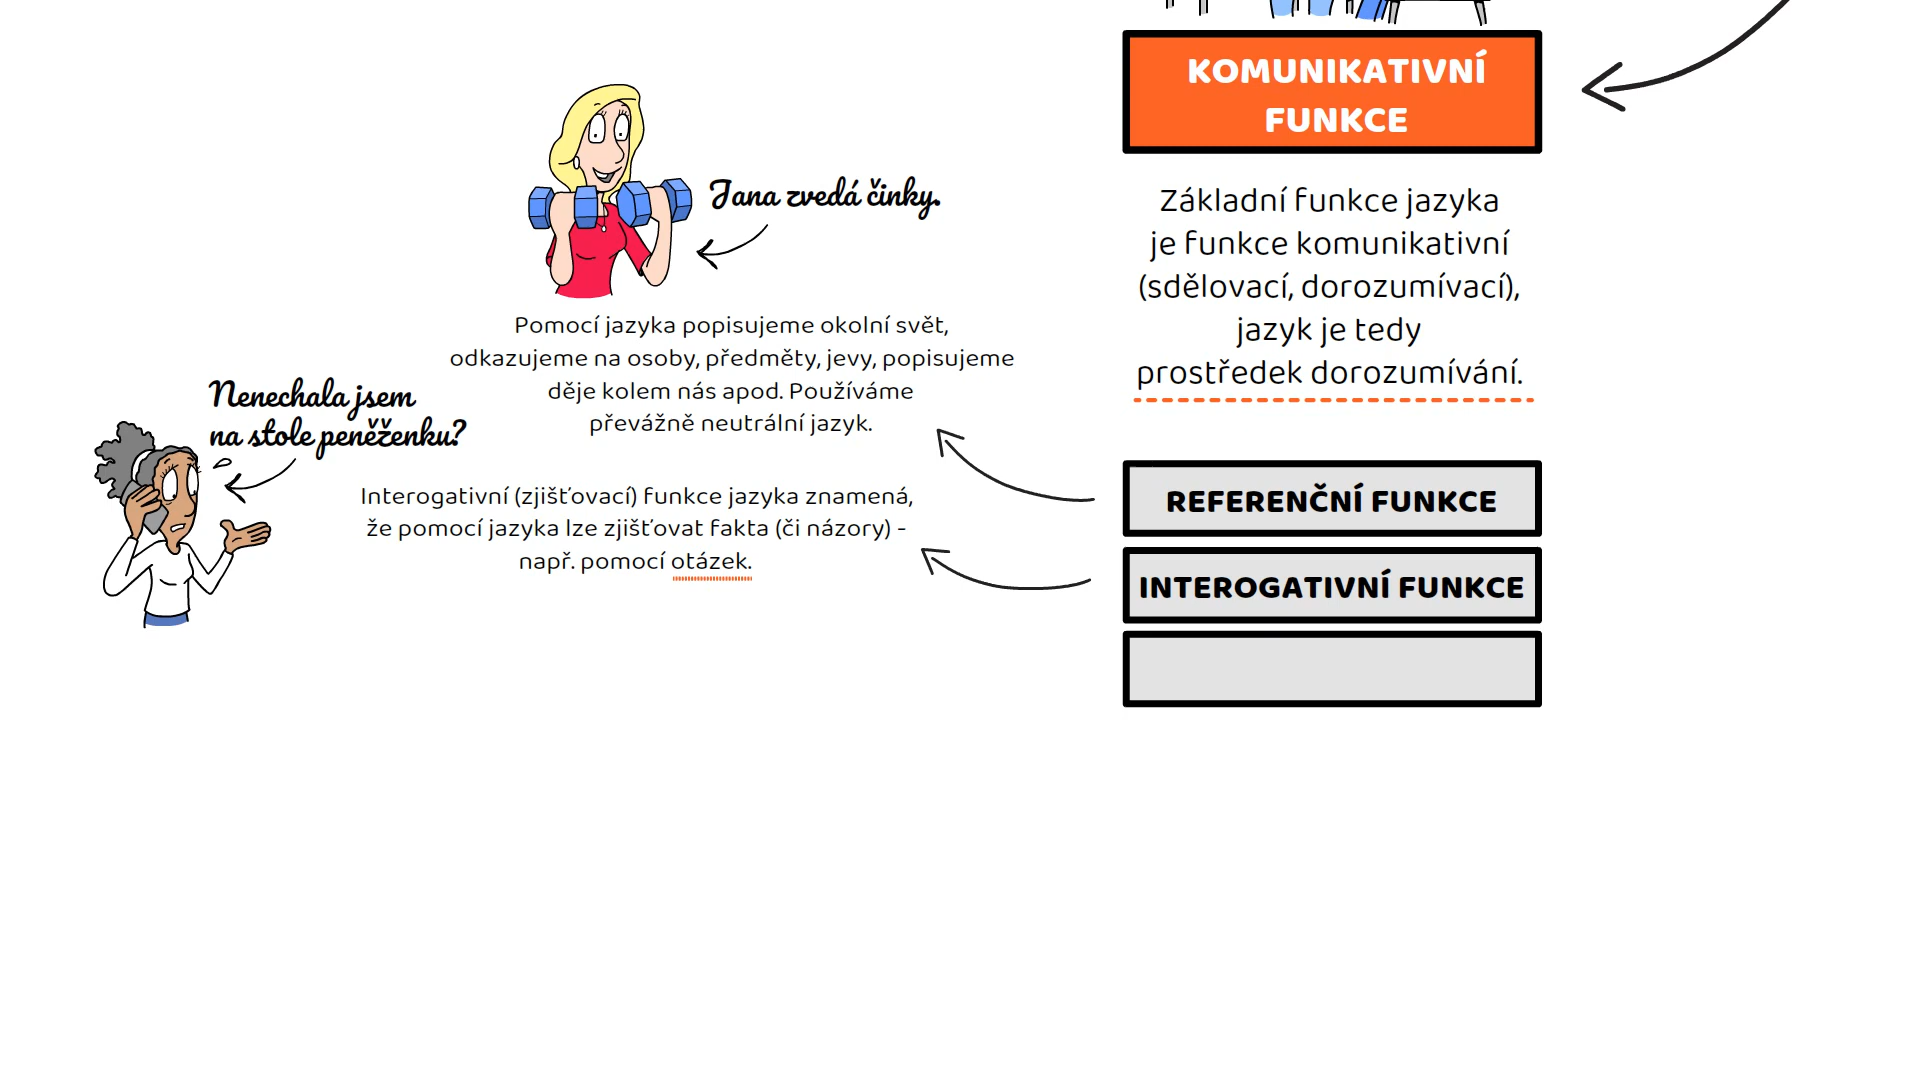 KOMUNIKATIVNÍ
FUNKCE
Základní funkce jazyka
je funkce komunikativní
(sdělovací, dorozumívací),
jazyk je tedy
prostředek dorozumívání.
Jana zvedá činky.
Pomocí jazyka popisujeme okolní svět,
odkazujeme na osoby, předměty, jevy, popisujeme
děje kolem nás apod. Používáme
převážně neutrální jazyk.
REFERENČNÍ FUNKCE
Nenechala jsem
na stole peněženku?
Interogativní (zjišťovací) funkce jazyka znamená,
že pomocí jazyka lze zjišťovat fakta (či názory) -
např. pomocí otázek.
INTEROGATIVNÍ FUNKCE